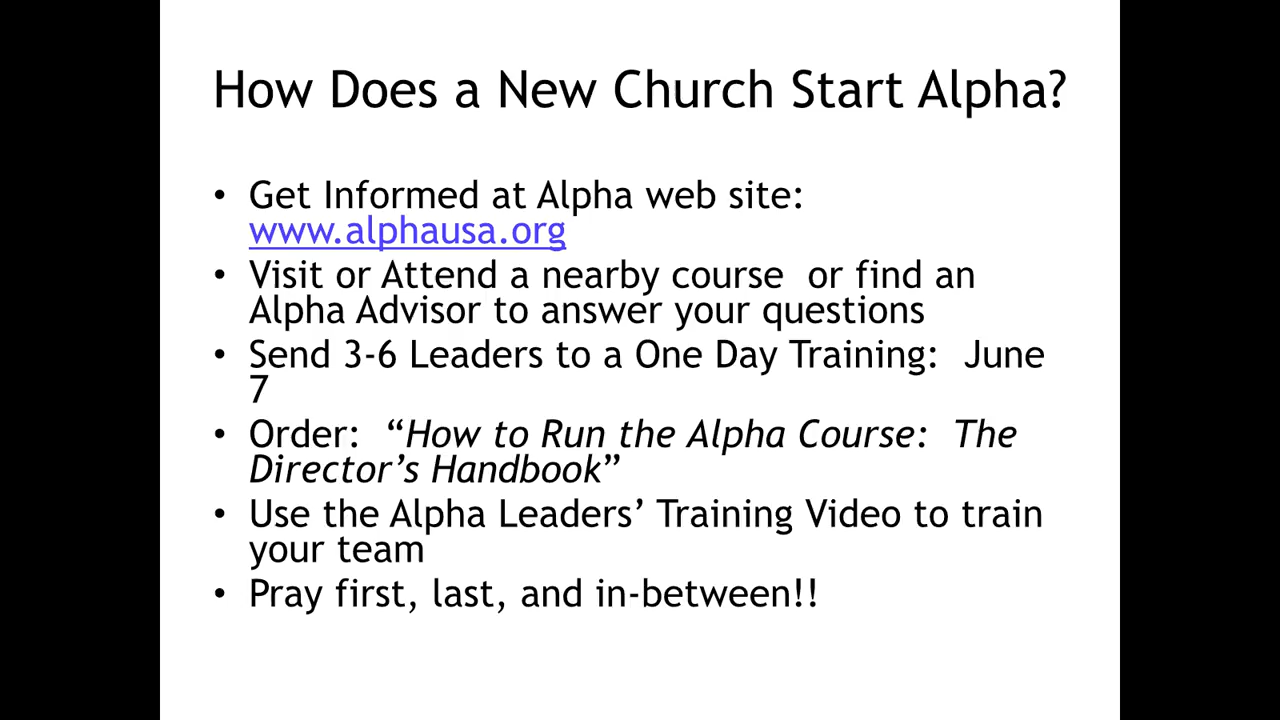 How Does a New Church Start Alpha?
• Get Informed at Alpha web site:
www.alphausa.org
• Visit or Attend a nearby course  or find an
Alpha Advisor to answer your questions
• Send 3-6 Leaders to a One Day Training:  June
7
• Order:  “How to Run the Alpha Course:  The
Director’s Handbook”
• Use the Alpha Leaders’ Training Video to train
your team
• Pray first, last, and in-between!!